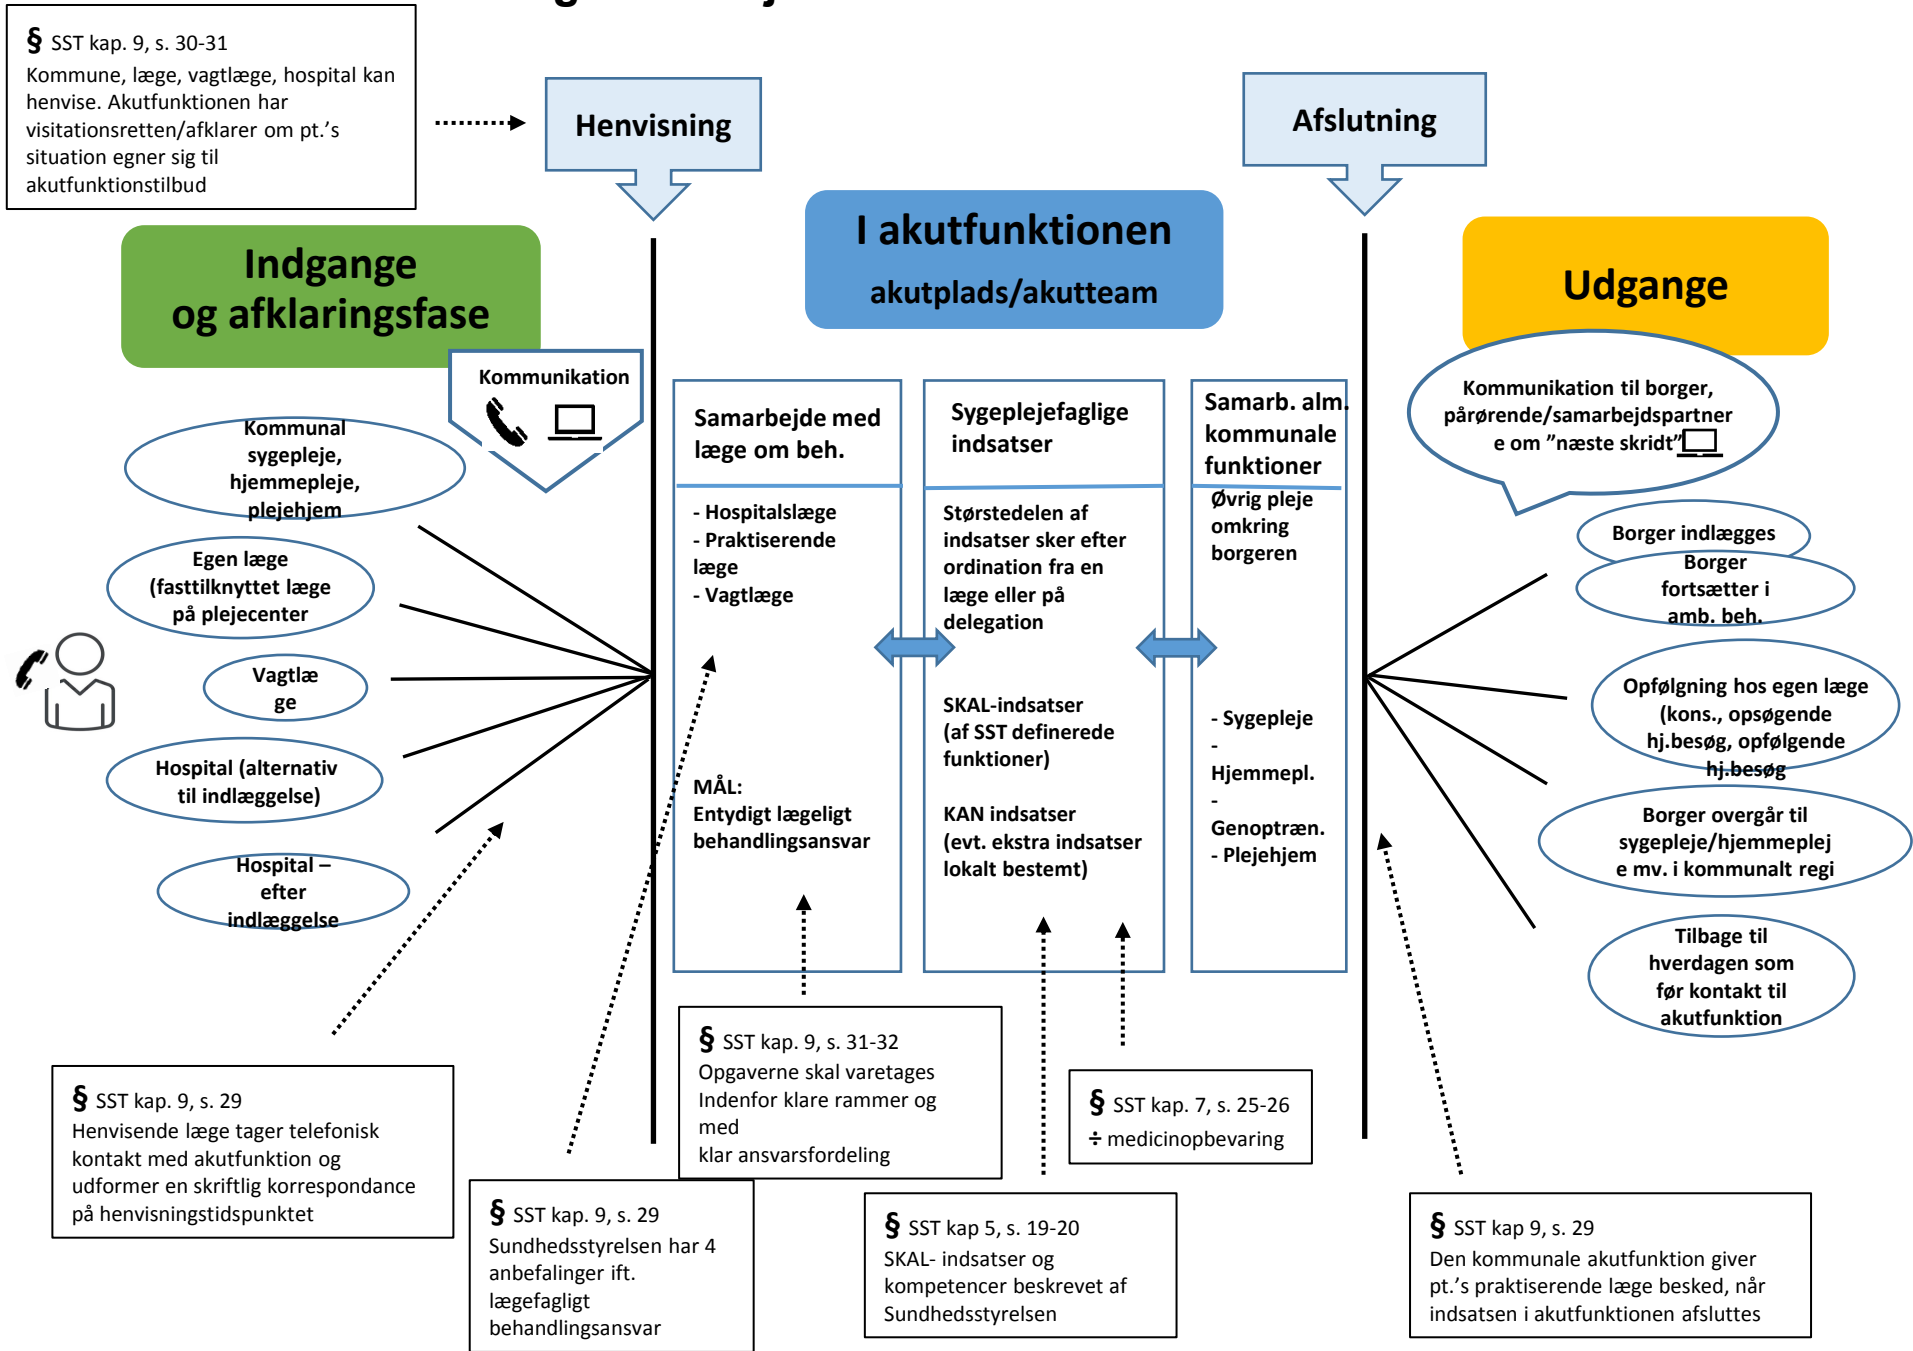 § SST kap. 9, s. 30-31
Kommune, læge, vagtlæge, hospital kan
henvise. Akutfunktionen har
visitationsretten/afklarer om pt.'s
situation egner sig til
akutfunktionstilbud
Henvisning
Afslutning
Indgange
og afklaringsfase
I akutfunktionen
akutplads/akutteam
Udgange
Kommunikation
Kommunal
sygepleje,
hjemmepleje,
plejehjem
Egen læge
(fasttilknyttet læge
på plejecenter
Vagtlæ
ge
Hospital (alternativ
til indlæggelse)
Hospital –
efter
indlæggelse
Samarbejde med
læge om beh.
- Hospitalslæge
- Praktiserende
læge
- Vagtlæge
MÅL:
Entydigt lægeligt
behandlingsansvar
Sygeplejefaglige
indsatser
Størstedelen af
indsatser sker efter
ordination fra en
læge eller på
delegation
SKAL-indsatser
(af SST definerede
funktioner)
KAN indsatser
(evt. ekstra indsatser
lokalt bestemt)
Samarb. alm.
kommunale
funktioner
Øvrig pleje
omkring
borgeren
- Sygepleje
-
Hjemmepl.
-
Genoptræn.
- Plejehjem
Kommunikation til borger,
pårørende/samarbejdspartner
e om ”næste skridt”
Borger indlægges
Borger
fortsætter i
amb. beh.
Opfølgning hos egen læge
(kons., opsøgende
hj.besøg, opfølgende
hj.besøg
Borger overgår til
sygepleje/hjemmeplej
e mv. i kommunalt regi
Tilbage til
hverdagen som
før kontakt til
akutfunktion
§ SST kap. 9, s. 29
Henvisende læge tager telefonisk
kontakt med akutfunktion og
udformer en skriftlig korrespondance
på henvisningstidspunktet
§ SST kap. 9, s. 29
Sundhedsstyrelsen har 4
anbefalinger ift.
lægefagligt
behandlingsansvar
§ SST kap. 9, s. 31-32
Opgaverne skal varetages
Indenfor klare rammer og
med
klar ansvarsfordeling
§ SST kap 5, s. 19-20
SKAL- indsatser og
kompetencer beskrevet af
Sundhedsstyrelsen
§ SST kap. 7, s. 25-26
÷ medicinopbevaring
§ SST kap 9, s. 29
Den kommunale akutfunktion giver
pt.'s praktiserende læge besked, når
indsatsen i akutfunktionen afsluttes